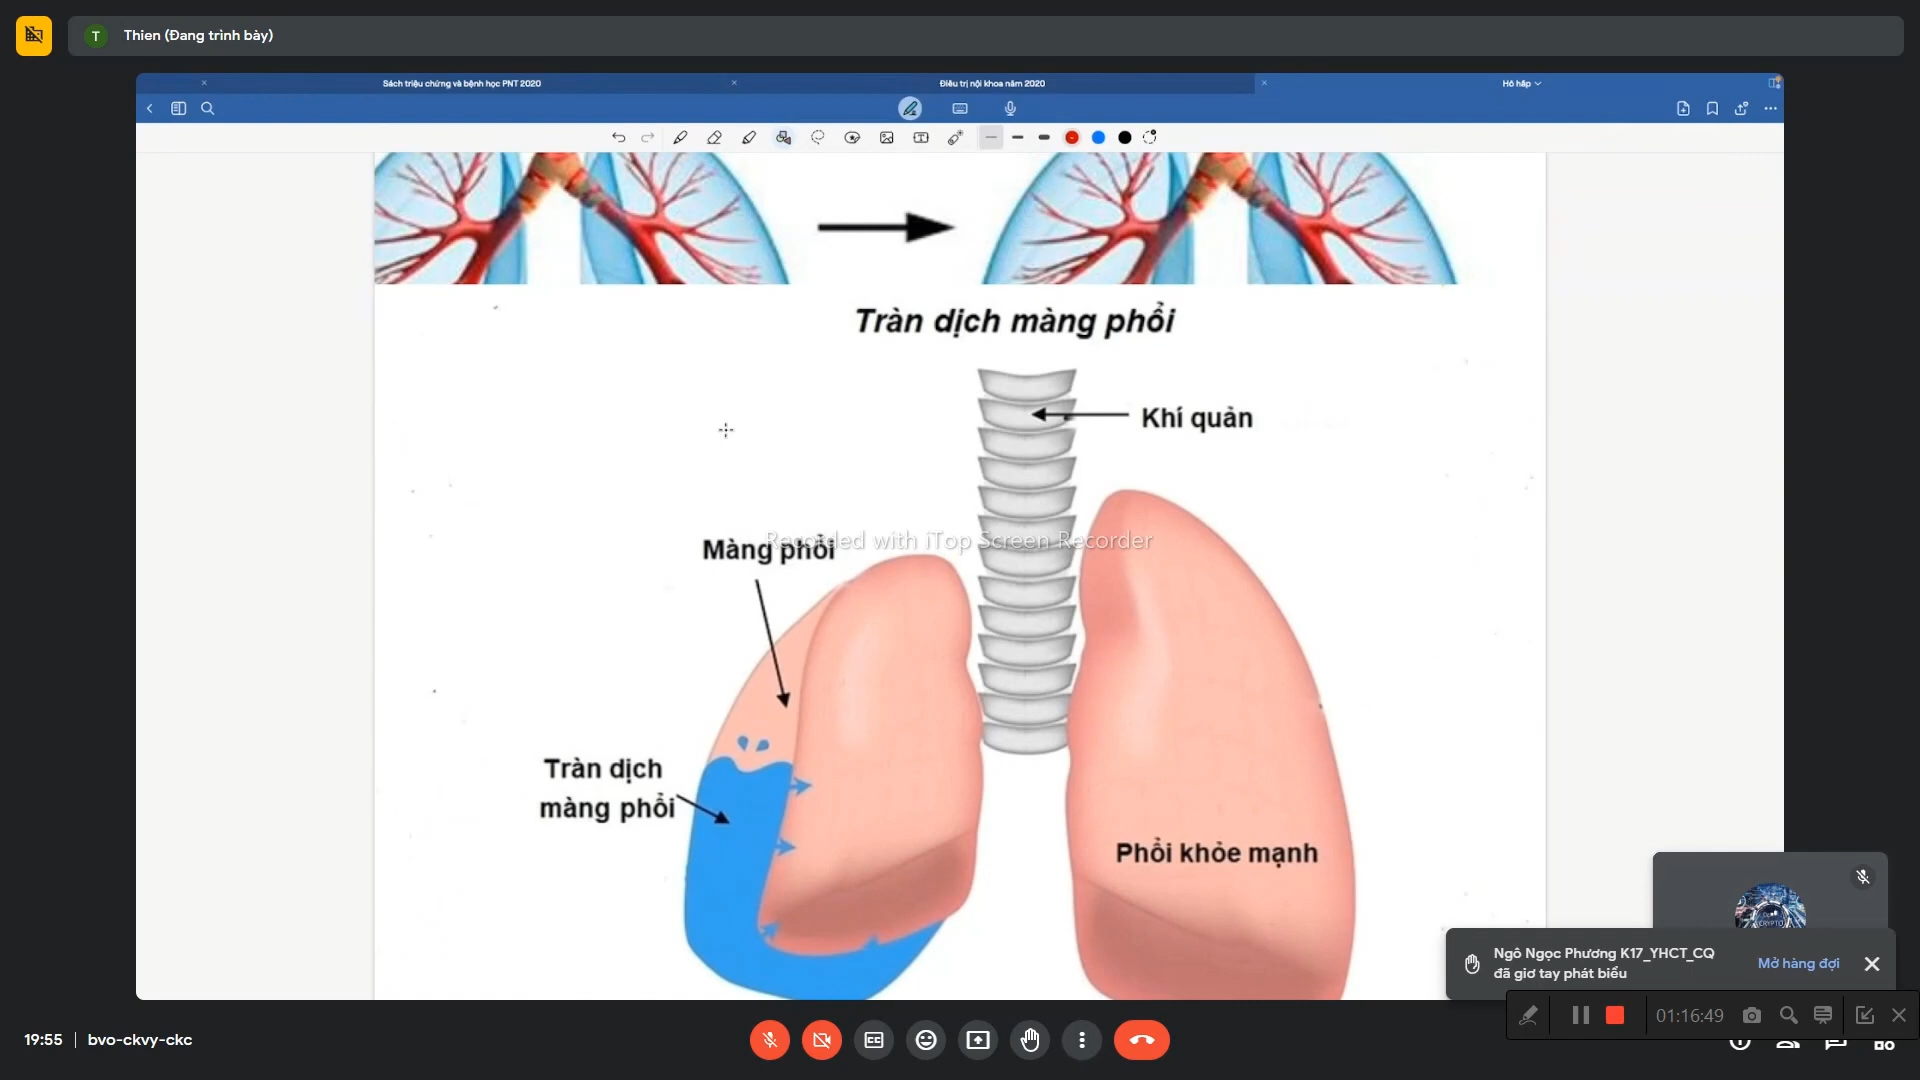 T
Thien (Đang trình bày)
Sách triệu chứng và bệnh học PNT 2020
Điều trị nội khoa năm 2020
Hô hấp
Tràn dịch màng phổi
Khí quản
Màng phổi
Recorded with iTop Screen Recorder
Tràn dịch
màng phổi
Phổi khỏe mạnh
CRYPTO
Ngô Ngọc Phương K17_YHCT_CQ
đã giơ tay phát biểu
Mở hàng đợi
01:16:49
19:55
bvo-ckvy-ckc